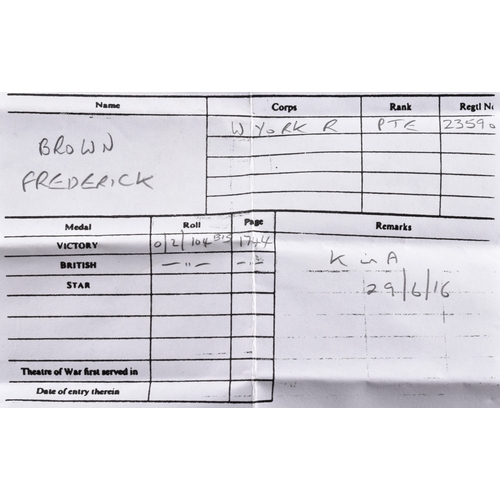 Name Corps Rank Regtl No
BROWN W YORK R PTE 23590
FREDERICK
Medal Roll Page Remarks
VICTORY 0/2/104 BIS 1744
BRITISH —"— —"— K in A
STAR 29/6/16
Theatre of War first served in
Date of entry therein